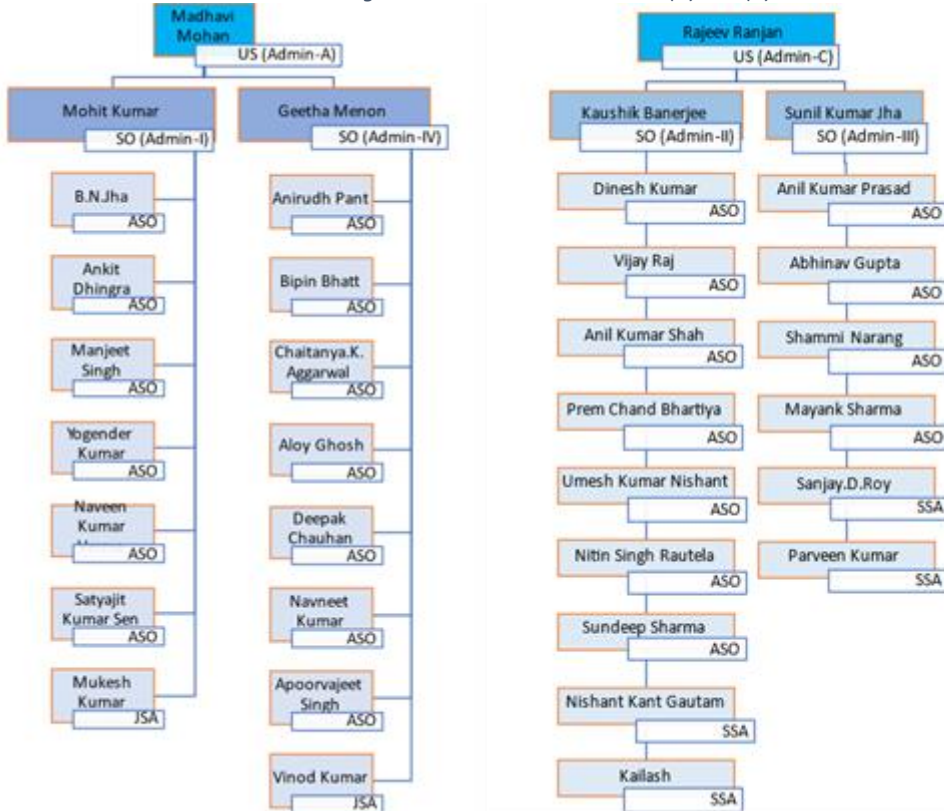 Madhavi
Mohan
US (Admin-A)
Mohit Kumar
SO (Admin-I)
B.N.Jha
ASO
Ankit
Dhingra
ASO
Manjeet
Singh
ASO
Yogender
Kumar
ASO
Naveen
Kumar
ASO
Satyajit
Kumar Sen
ASO
Mukesh
Kumar
JSA
Geetha Menon
SO (Admin-IV)
Anirudh Pant
ASO
Bipin Bhatt
ASO
Chaitanya.K.
Aggarwal
ASO
Aloy Ghosh
ASO
Deepak
Chauhan
ASO
Navneet
Kumar
ASO
Apoorvajeet
Singh
ASO
Vinod Kumar
JSA
Rajeev Ranjan
US (Admin-C)
Kaushik Banerjee
SO (Admin-II)
Dinesh Kumar
ASO
Vijay Raj
ASO
Anil Kumar Shah
ASO
Prem Chand Bhartiya
ASO
Umesh Kumar Nishant
ASO
Nitin Singh Rautela
ASO
Sundeep Sharma
ASO
Nishant Kant Gautam
SSA
Kailash
SSA
Sunil Kumar Jha
SO (Admin-III)
Anil Kumar Prasad
ASO
Abhinav Gupta
ASO
Shammi Narang
ASO
Mayank Sharma
ASO
Sanjay.D.Roy
SSA
Parveen Kumar
SSA